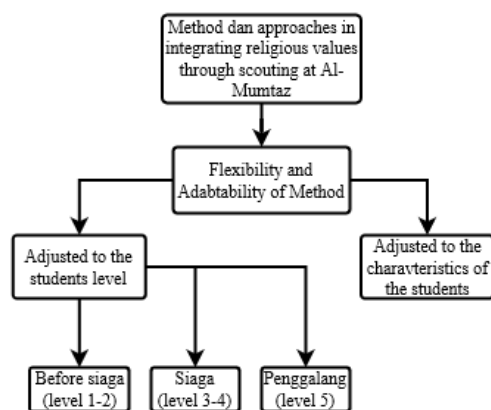 Method dan approaches in
integrating religious values
through scouting at Al-
Mumtaz
Flexibility and
Adabtability of Method
Adjusted to the
students level
Adjusted to the
charavteristics of
the students
Before siaga
(level 1-2)
Siaga
(level 3-4)
Penggalang
(level 5)